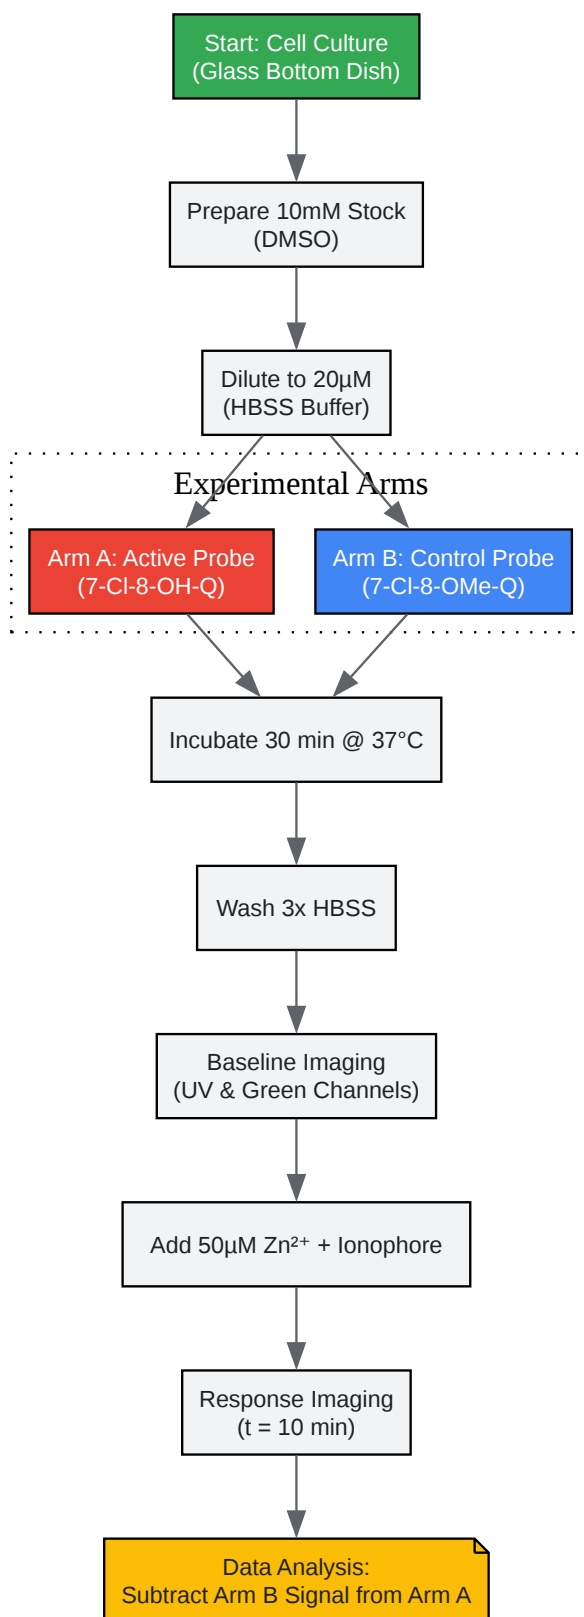 Start: Cell Culture
(Glass Bottom Dish)
Prepare 10mM Stock
(DMSO)
Dilute to 20µM
(HBSS Buffer)
Experimental Arms
Arm A: Active Probe
(7-Cl-8-OH-Q)
Arm B: Control Probe
(7-Cl-8-OMe-Q)
Incubate 30 min @ 37°C
Wash 3x HBSS
Baseline Imaging
(UV & Green Channels)
Add 50µM Zn²⁺ + Ionophore
Response Imaging
(t = 10 min)
Data Analysis:
Subtract Arm B Signal from Arm A